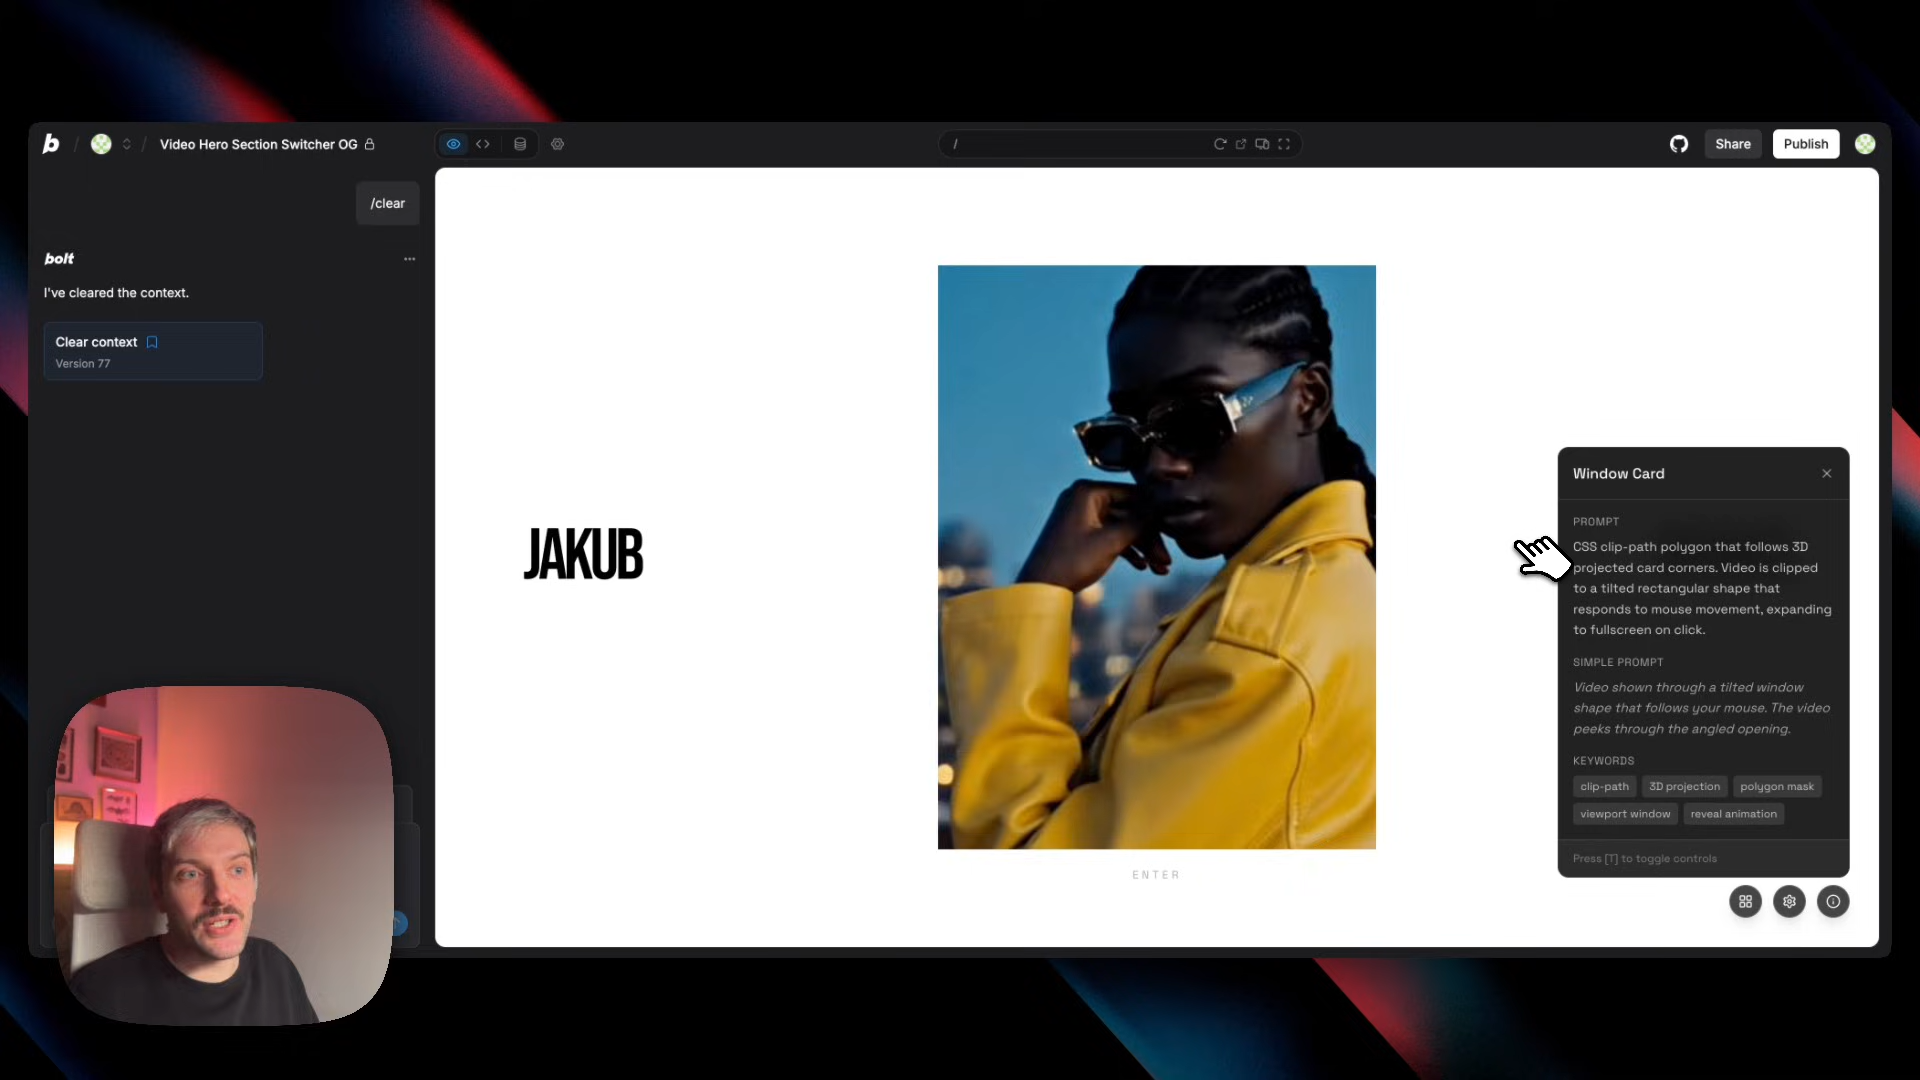 b / / Video Hero Section Switcher OG
/
Share
Publish
/clear
bolt
I've cleared the context.
Clear context
Version 77
JAKUB
ENTER
Window Card
PROMPT
CSS clip-path polygon that follows 3D
projected card corners. Video is clipped
to a tilted rectangular shape that
responds to mouse movement, expanding
to fullscreen on click.
SIMPLE PROMPT
Video shown through a tilted window
shape that follows your mouse. The video
peeks through the angled opening.
KEYWORDS
clip-path 3D projection polygon mask
viewport window reveal animation
Press [T] to toggle controls